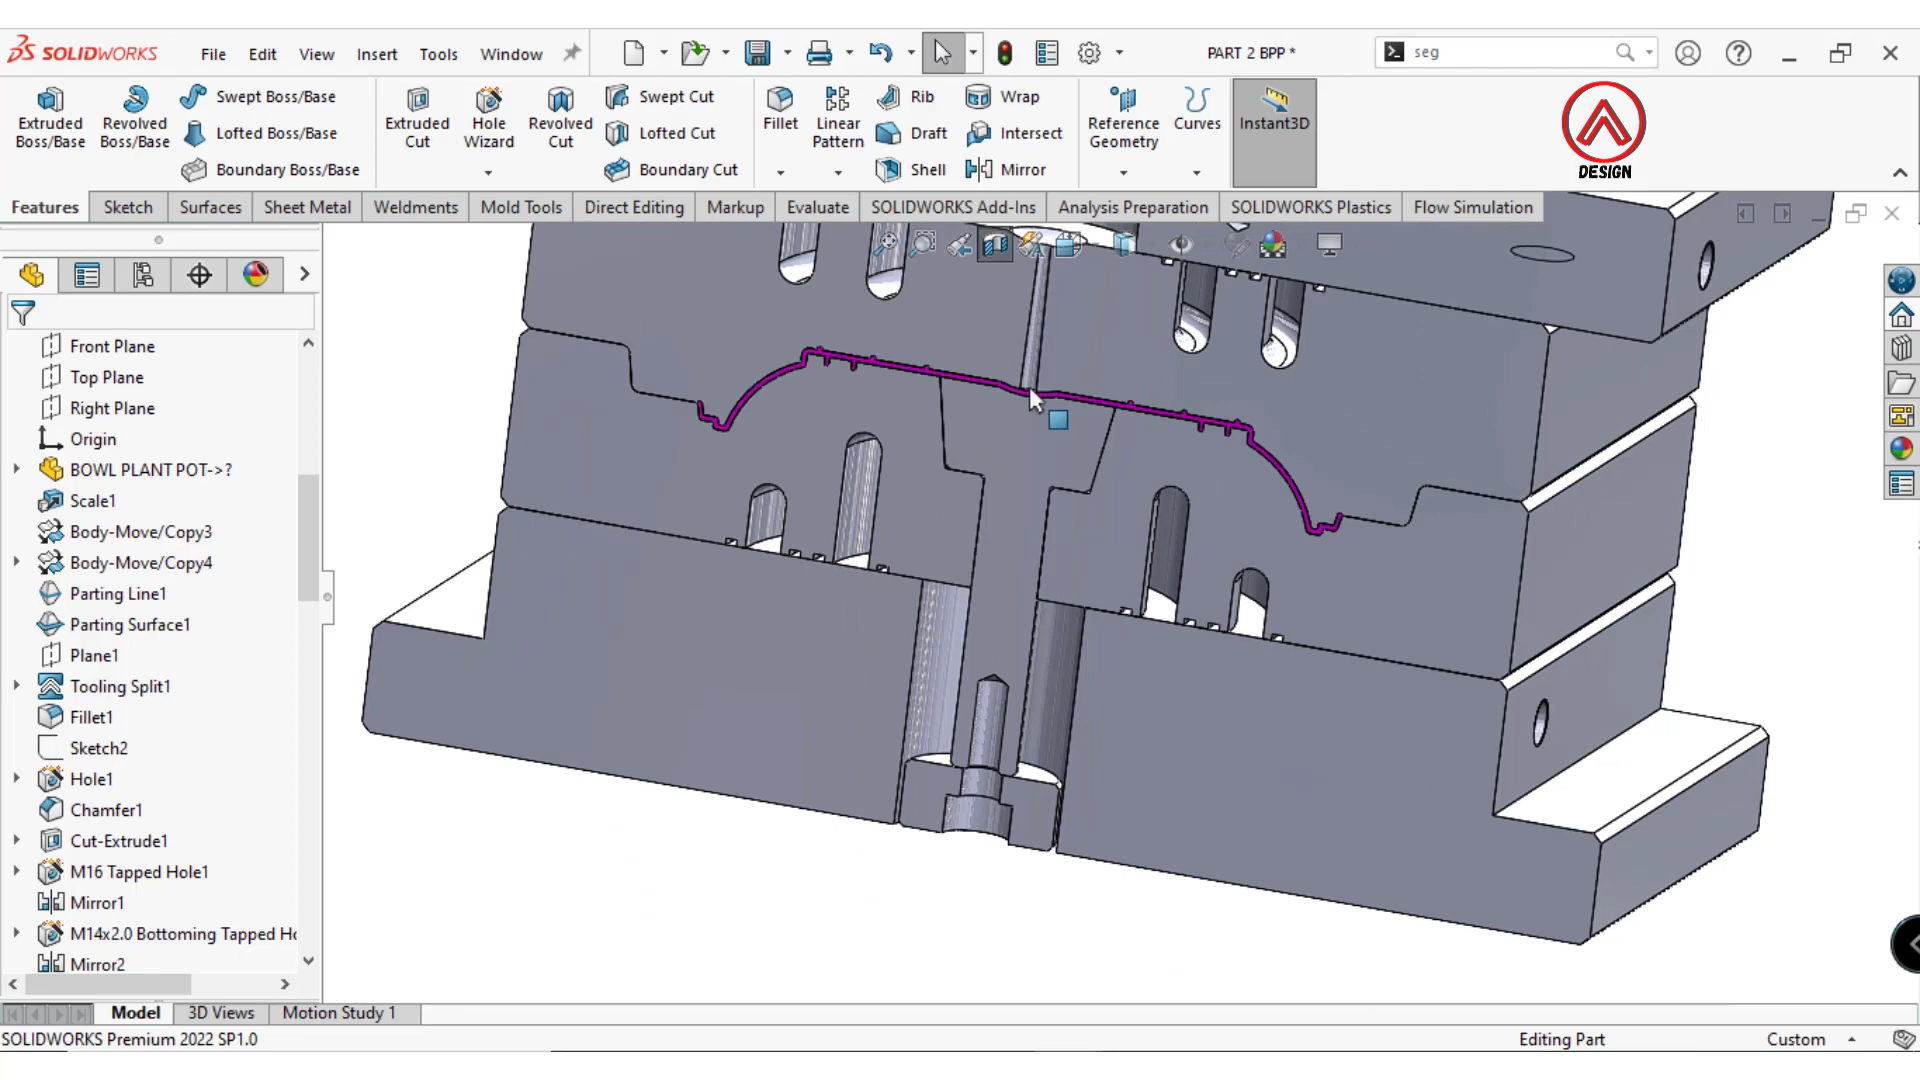 SOLIDWORKS File Edit View Insert Tools Window PART 2 BPP * seg
Extruded Boss/Base
Revolved Boss/Base
Swept Boss/Base
Lofted Boss/Base
Boundary Boss/Base
Extruded Cut
Hole Wizard
Revolved Cut
Swept Cut
Lofted Cut
Boundary Cut
Fillet
Linear Pattern
Rib
Draft
Shell
Wrap
Intersect
Mirror
Reference Geometry
Curves
Instant3D
DESIGN
Features Sketch Surfaces Sheet Metal Weldments Mold Tools Direct Editing Markup Evaluate SOLIDWORKS Add-Ins Analysis Preparation SOLIDWORKS Plastics Flow Simulation
Front Plane
Top Plane
Right Plane
Origin
BOWL PLANT POT->?
Scale1
Body-Move/Copy3
Body-Move/Copy4
Parting Line1
Parting Surface1
Plane1
Tooling Split1
Fillet1
Sketch2
Hole1
Chamfer1
Cut-Extrude1
M16 Tapped Hole1
Mirror1
M14x2.0 Bottoming Tapped Ho
Mirror2
Model 3D Views Motion Study 1
SOLIDWORKS Premium 2022 SP1.0 Editing Part Custom